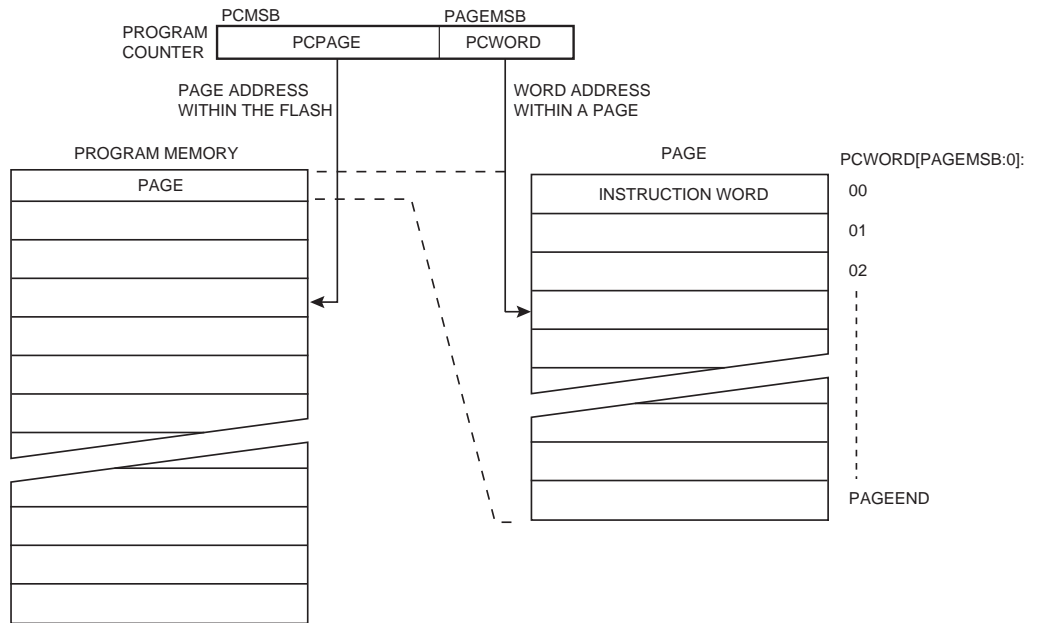 PCMSB PAGEMSB
PROGRAM
COUNTER
PCPAGE PCWORD
PAGE ADDRESS
WITHIN THE FLASH
WORD ADDRESS
WITHIN A PAGE
PROGRAM MEMORY
PAGE
PAGE
INSTRUCTION WORD
PCWORD[PAGEMSB:0]:
00
01
02
PAGEEND